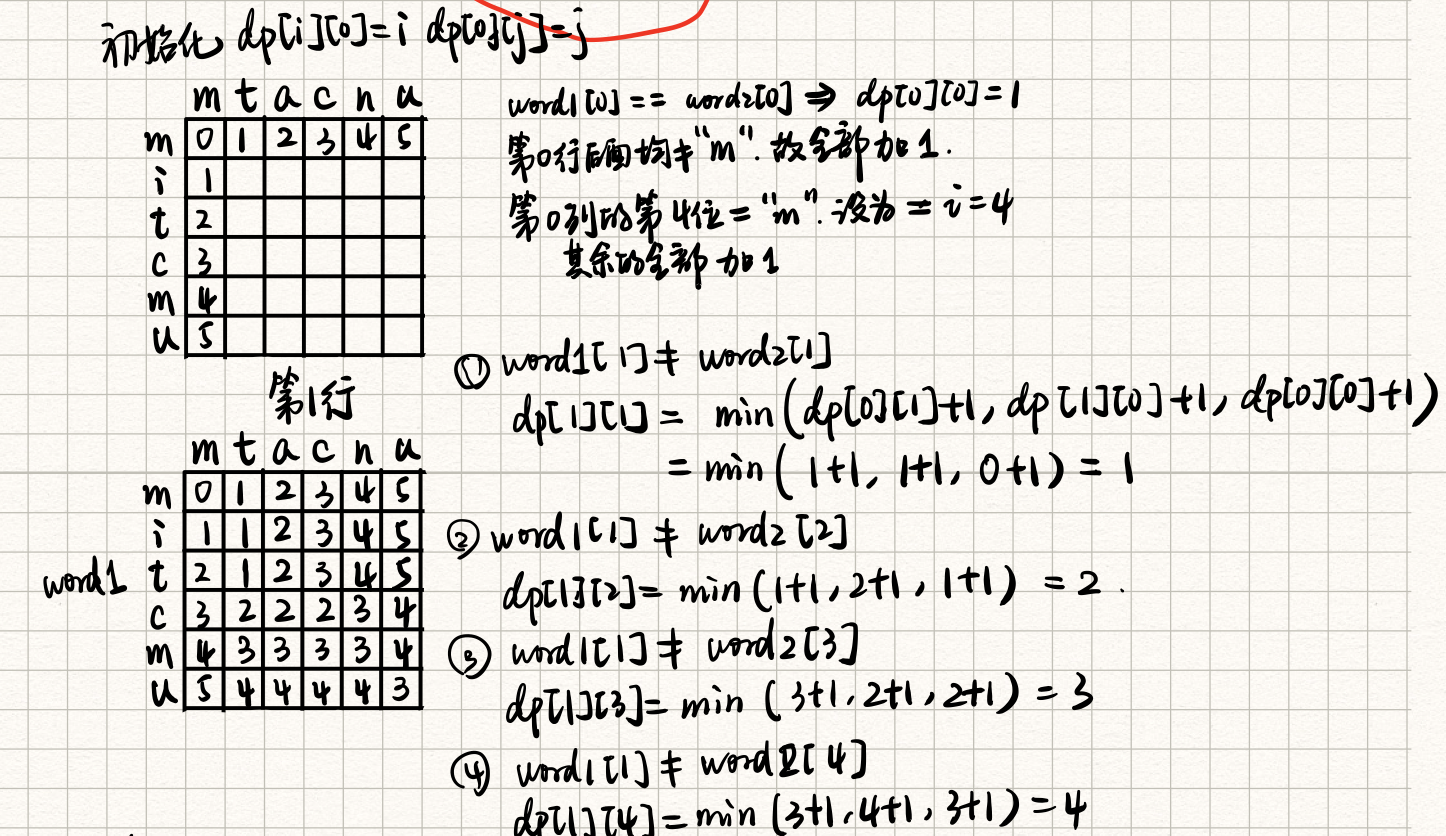 初始化 dp[i][0]=i dp[0][j]=j
m t a c n u
m 0 1 2 3 4 5
i 1
t 2
c 3
m 4
u 5
word1[0] == word2[0] ⇒ dp[0][0]=1
第0行后面均≠"m". 故全部加1.
第0列的第4位="m". 设为 = i=4
其余的全部加1
第1行
m t a c n u
m 0 1 2 3 4 5
i 1 1 2 3 4 5
word1 t 2 1 2 3 4 5
c 3 2 2 2 3 4
m 4 3 3 3 3 4
u 5 4 4 4 4 3
① word1[1] ≠ word2[1]
dp[1][1] = min(dp[0][1]+1, dp[1][0]+1, dp[0][0]+1)
= min( 1+1, 1+1, 0+1) = 1
② word1[1] ≠ word2[2]
dp[1][2]= min(1+1, 2+1, 1+1) = 2.
③ word1[1] ≠ word2[3]
dp[1][3]= min (3+1, 2+1, 2+1) = 3
④ word1[1] ≠ word2[4]
dp[1][4]= min (3+1, 4+1, 3+1) = 4